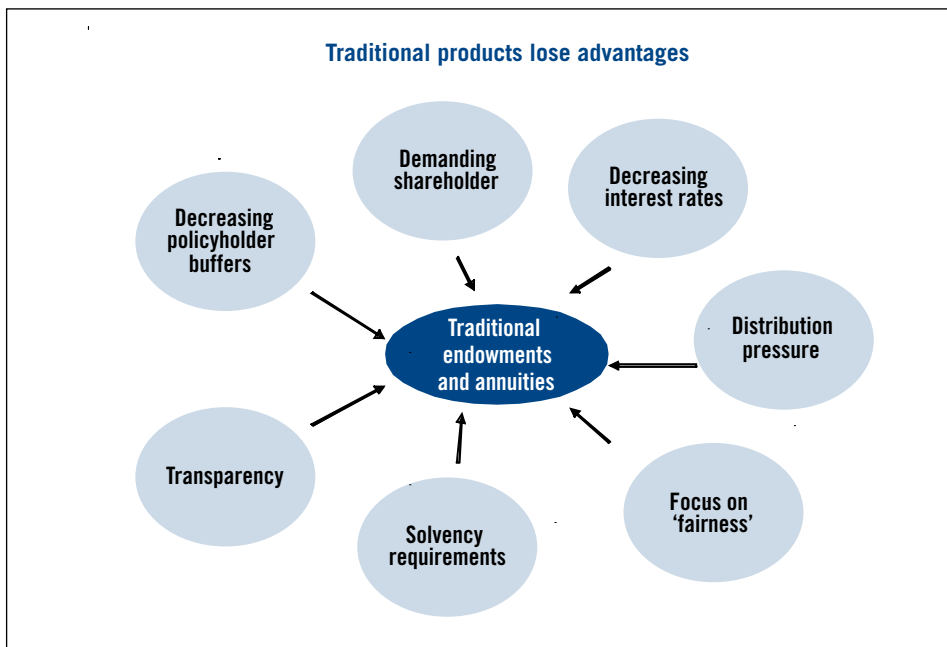 Traditional products lose advantages
Demanding
shareholder
Decreasing
interest rates
Decreasing
policyholder
buffers
Traditional
endowments
and annuities
Distribution
pressure
Transparency
Solvency
requirements
Focus on
‘fairness’